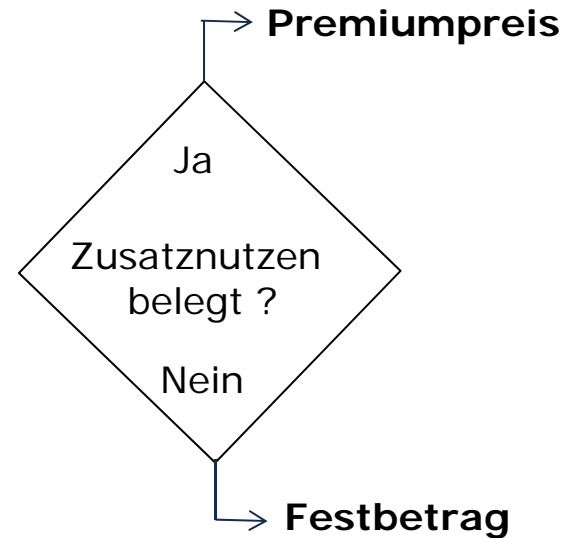 Premiumpreis
Ja
Zusatznutzen
belegt ?
Nein
Festbetrag